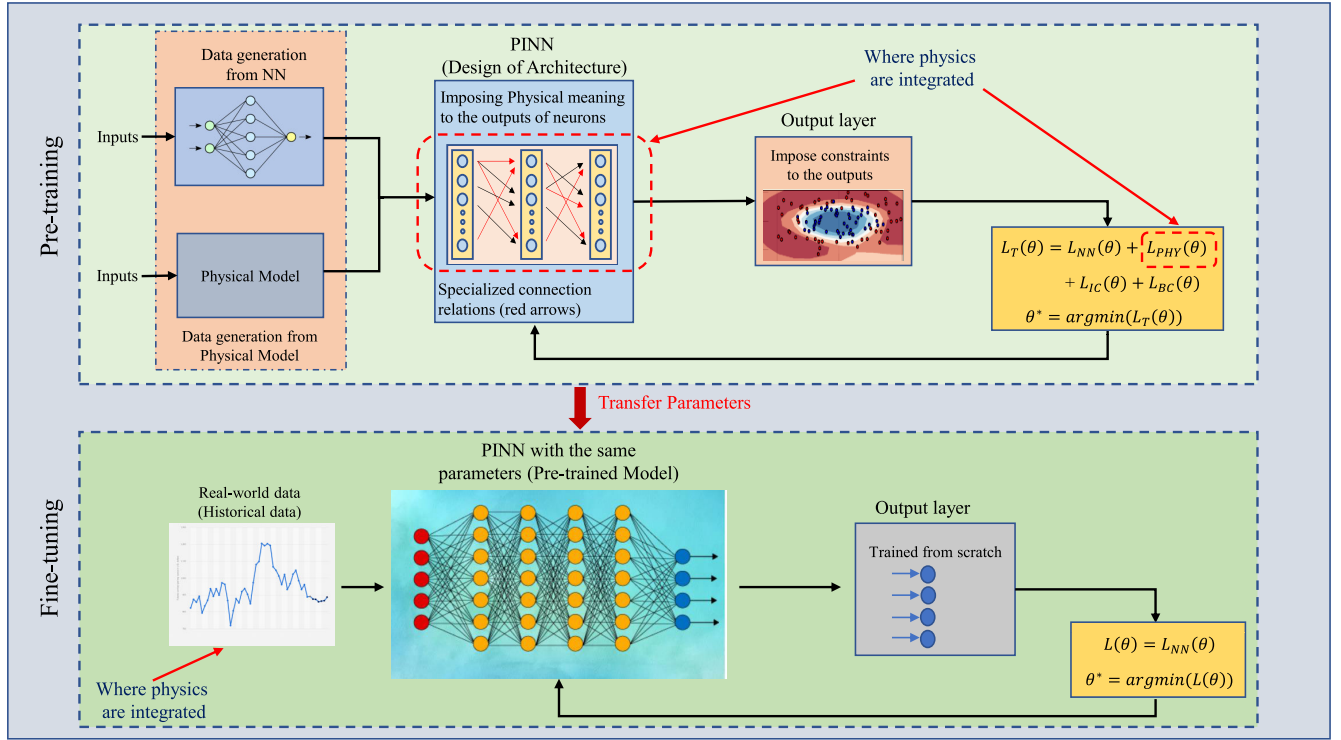 Pre-training
Data generation
from NN
Inputs
Inputs
Physical Model
Data generation from
Physical Model
PINN
(Design of Architecture)
Imposing Physical meaning
to the outputs of neurons
Specialized connection
relations (red arrows)
Where physics
are integrated
Output layer
Impose constraints
to the outputs
L_T(θ) = L_NN(θ) + L_PHY(θ)
+ L_IC(θ) + L_BC(θ)
θ* = argmin(L_T(θ))
Transfer Parameters
Fine-tuning
Real-world data
(Historical data)
Where physics
are integrated
PINN with the same
parameters (Pre-trained Model)
Output layer
Trained from scratch
L(θ) = L_NN(θ)
θ* = argmin(L(θ))